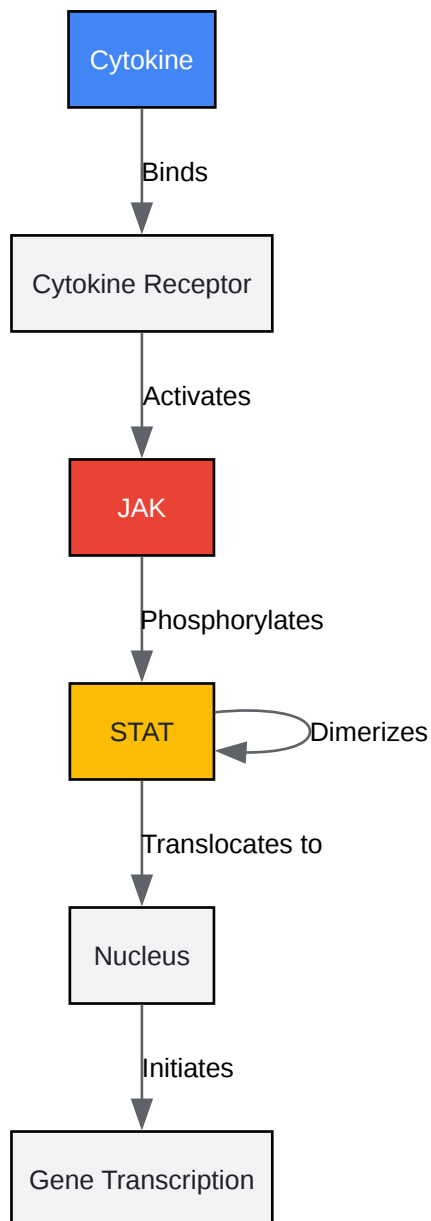 Cytokine
Binds
Cytokine Receptor
Activates
JAK
Phosphorylates
STAT
Dimerizes
Translocates to
Nucleus
Initiates
Gene Transcription